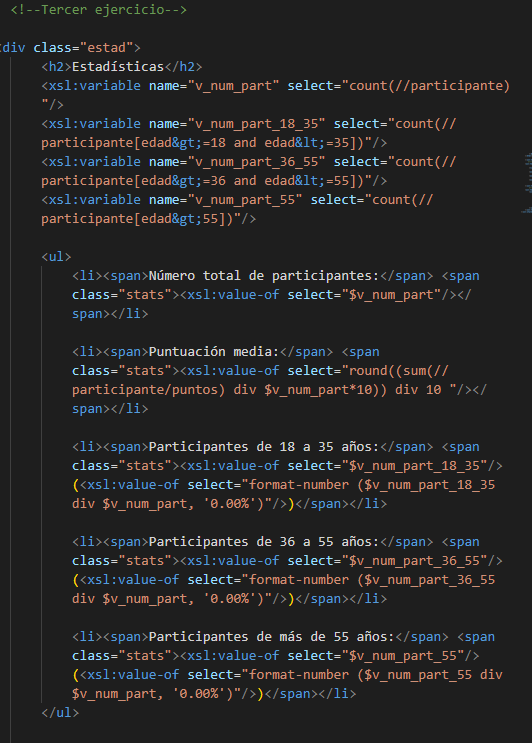 <!--Tercer ejercicio-->
div class="estad">
<h2>Estadísticas</h2>
<xsl:variable name="v_num_part" select="count(//participante)
"/>
<xsl:variable name="v_num_part_18_35" select="count(//
participante[edad&gt;=18 and edad&lt;=35])"/>
<xsl:variable name="v_num_part_36_55" select="count(//
participante[edad&gt;=36 and edad&lt;=55])"/>
<xsl:variable name="v_num_part_55" select="count(//
participante[edad&gt;55])"/>
<ul>
<li><span>Número total de participantes:</span> <span
class="stats"><xsl:value-of select="$v_num_part"/></
span></li>
<li><span>Puntuación media:</span> <span
class="stats"><xsl:value-of select="round((sum(//
participante/puntos) div $v_num_part*10)) div 10 "/></
span></li>
<li><span>Participantes de 18 a 35 años:</span> <span
class="stats"><xsl:value-of select="$v_num_part_18_35"/>
(<xsl:value-of select="format-number ($v_num_part_18_35
div $v_num_part, '0.00%')"/>)</span></li>
<li><span>Participantes de 36 a 55 años:</span> <span
class="stats"><xsl:value-of select="$v_num_part_36_55"/>
(<xsl:value-of select="format-number ($v_num_part_36_55
div $v_num_part, '0.00%')"/>)</span></li>
<li><span>Participantes de más de 55 años:</span> <span
class="stats"><xsl:value-of select="$v_num_part_55"/>
(<xsl:value-of select="format-number ($v_num_part_55 div
$v_num_part, '0.00%')"/>)</span></li>
</ul>